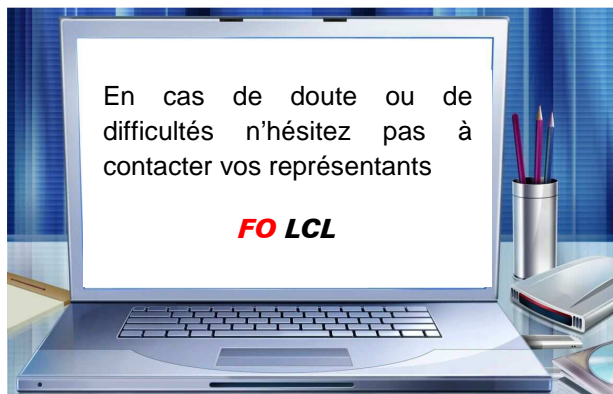 En cas de doute ou de
difficultés n’hésitez pas à
contacter vos représentants
FO LCL